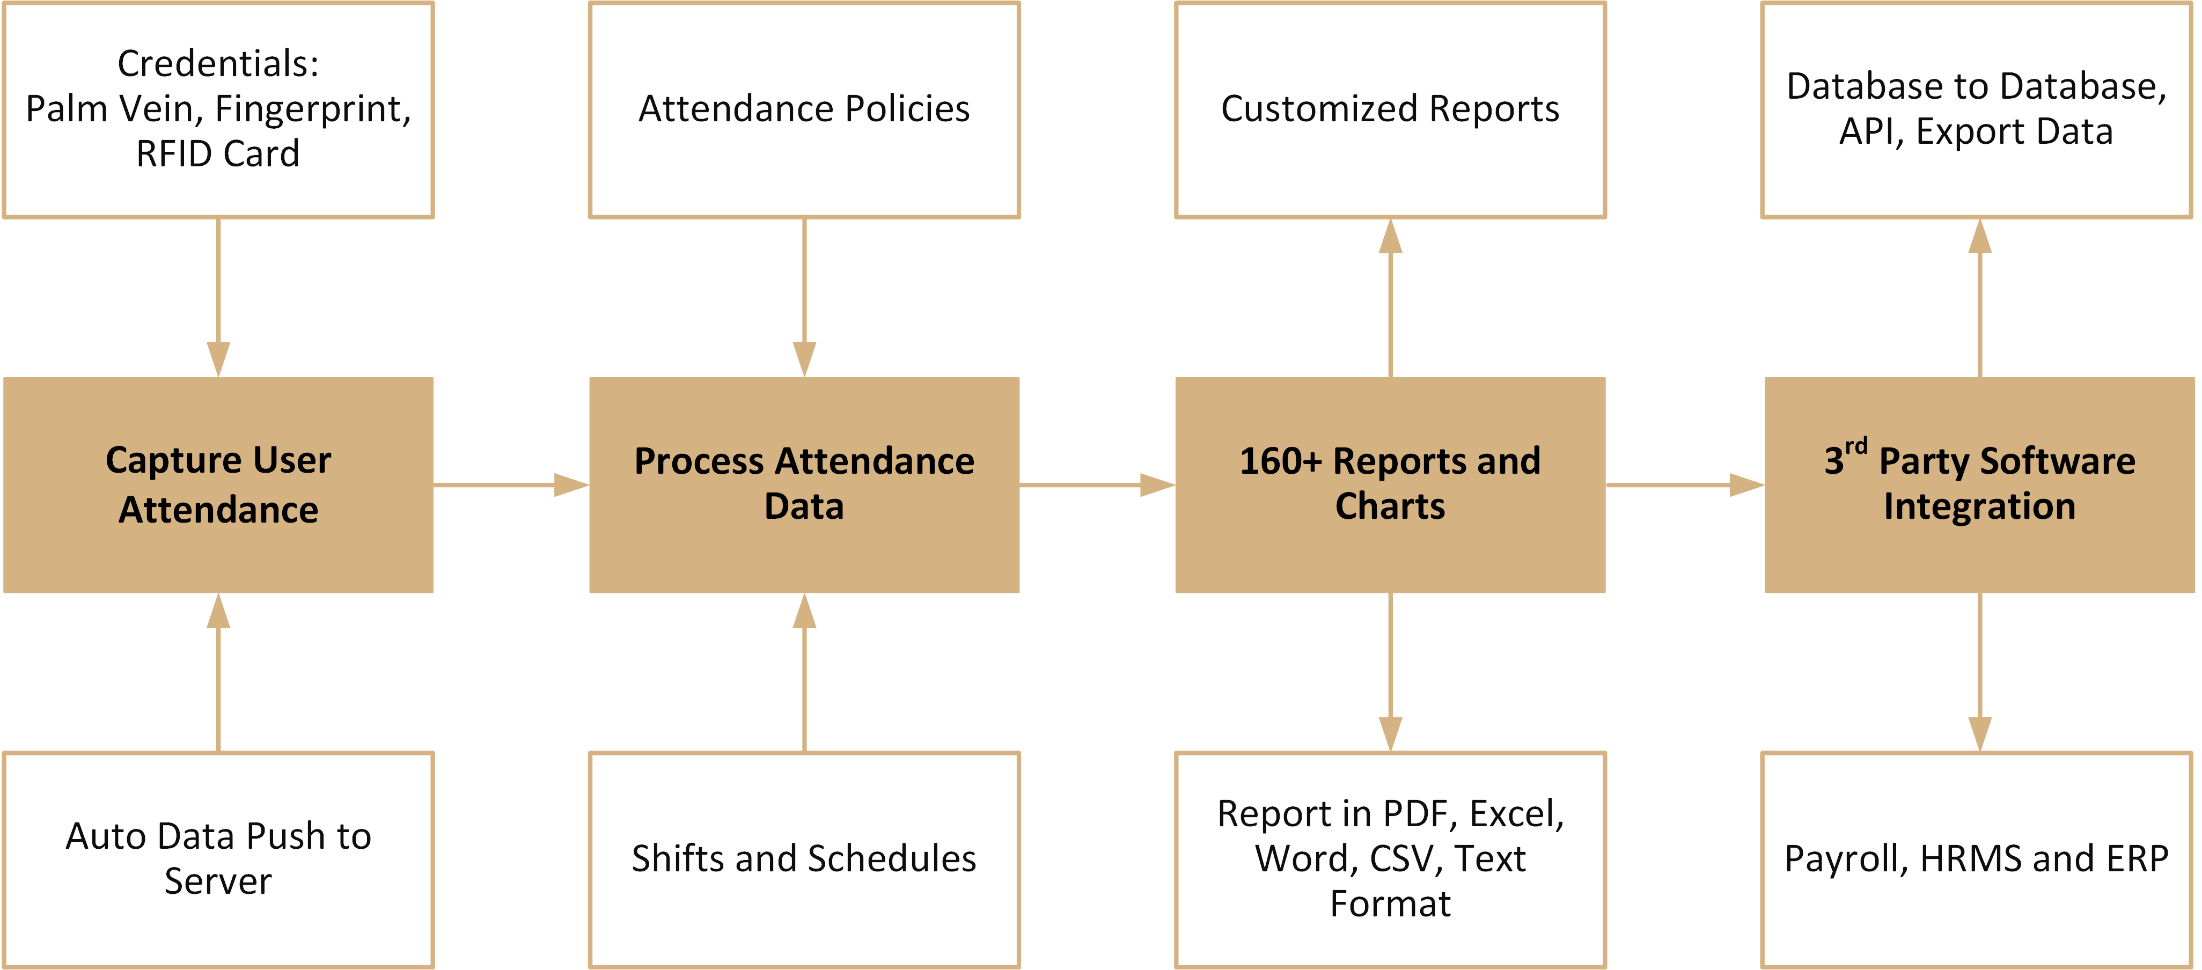 Credentials:
Palm Vein, Fingerprint,
RFID Card
Attendance Policies
Customized Reports
Database to Database,
API, Export Data
Capture User
Attendance
Process Attendance
Data
160+ Reports and
Charts
3rd Party Software
Integration
Auto Data Push to
Server
Shifts and Schedules
Report in PDF, Excel,
Word, CSV, Text
Format
Payroll, HRMS and ERP